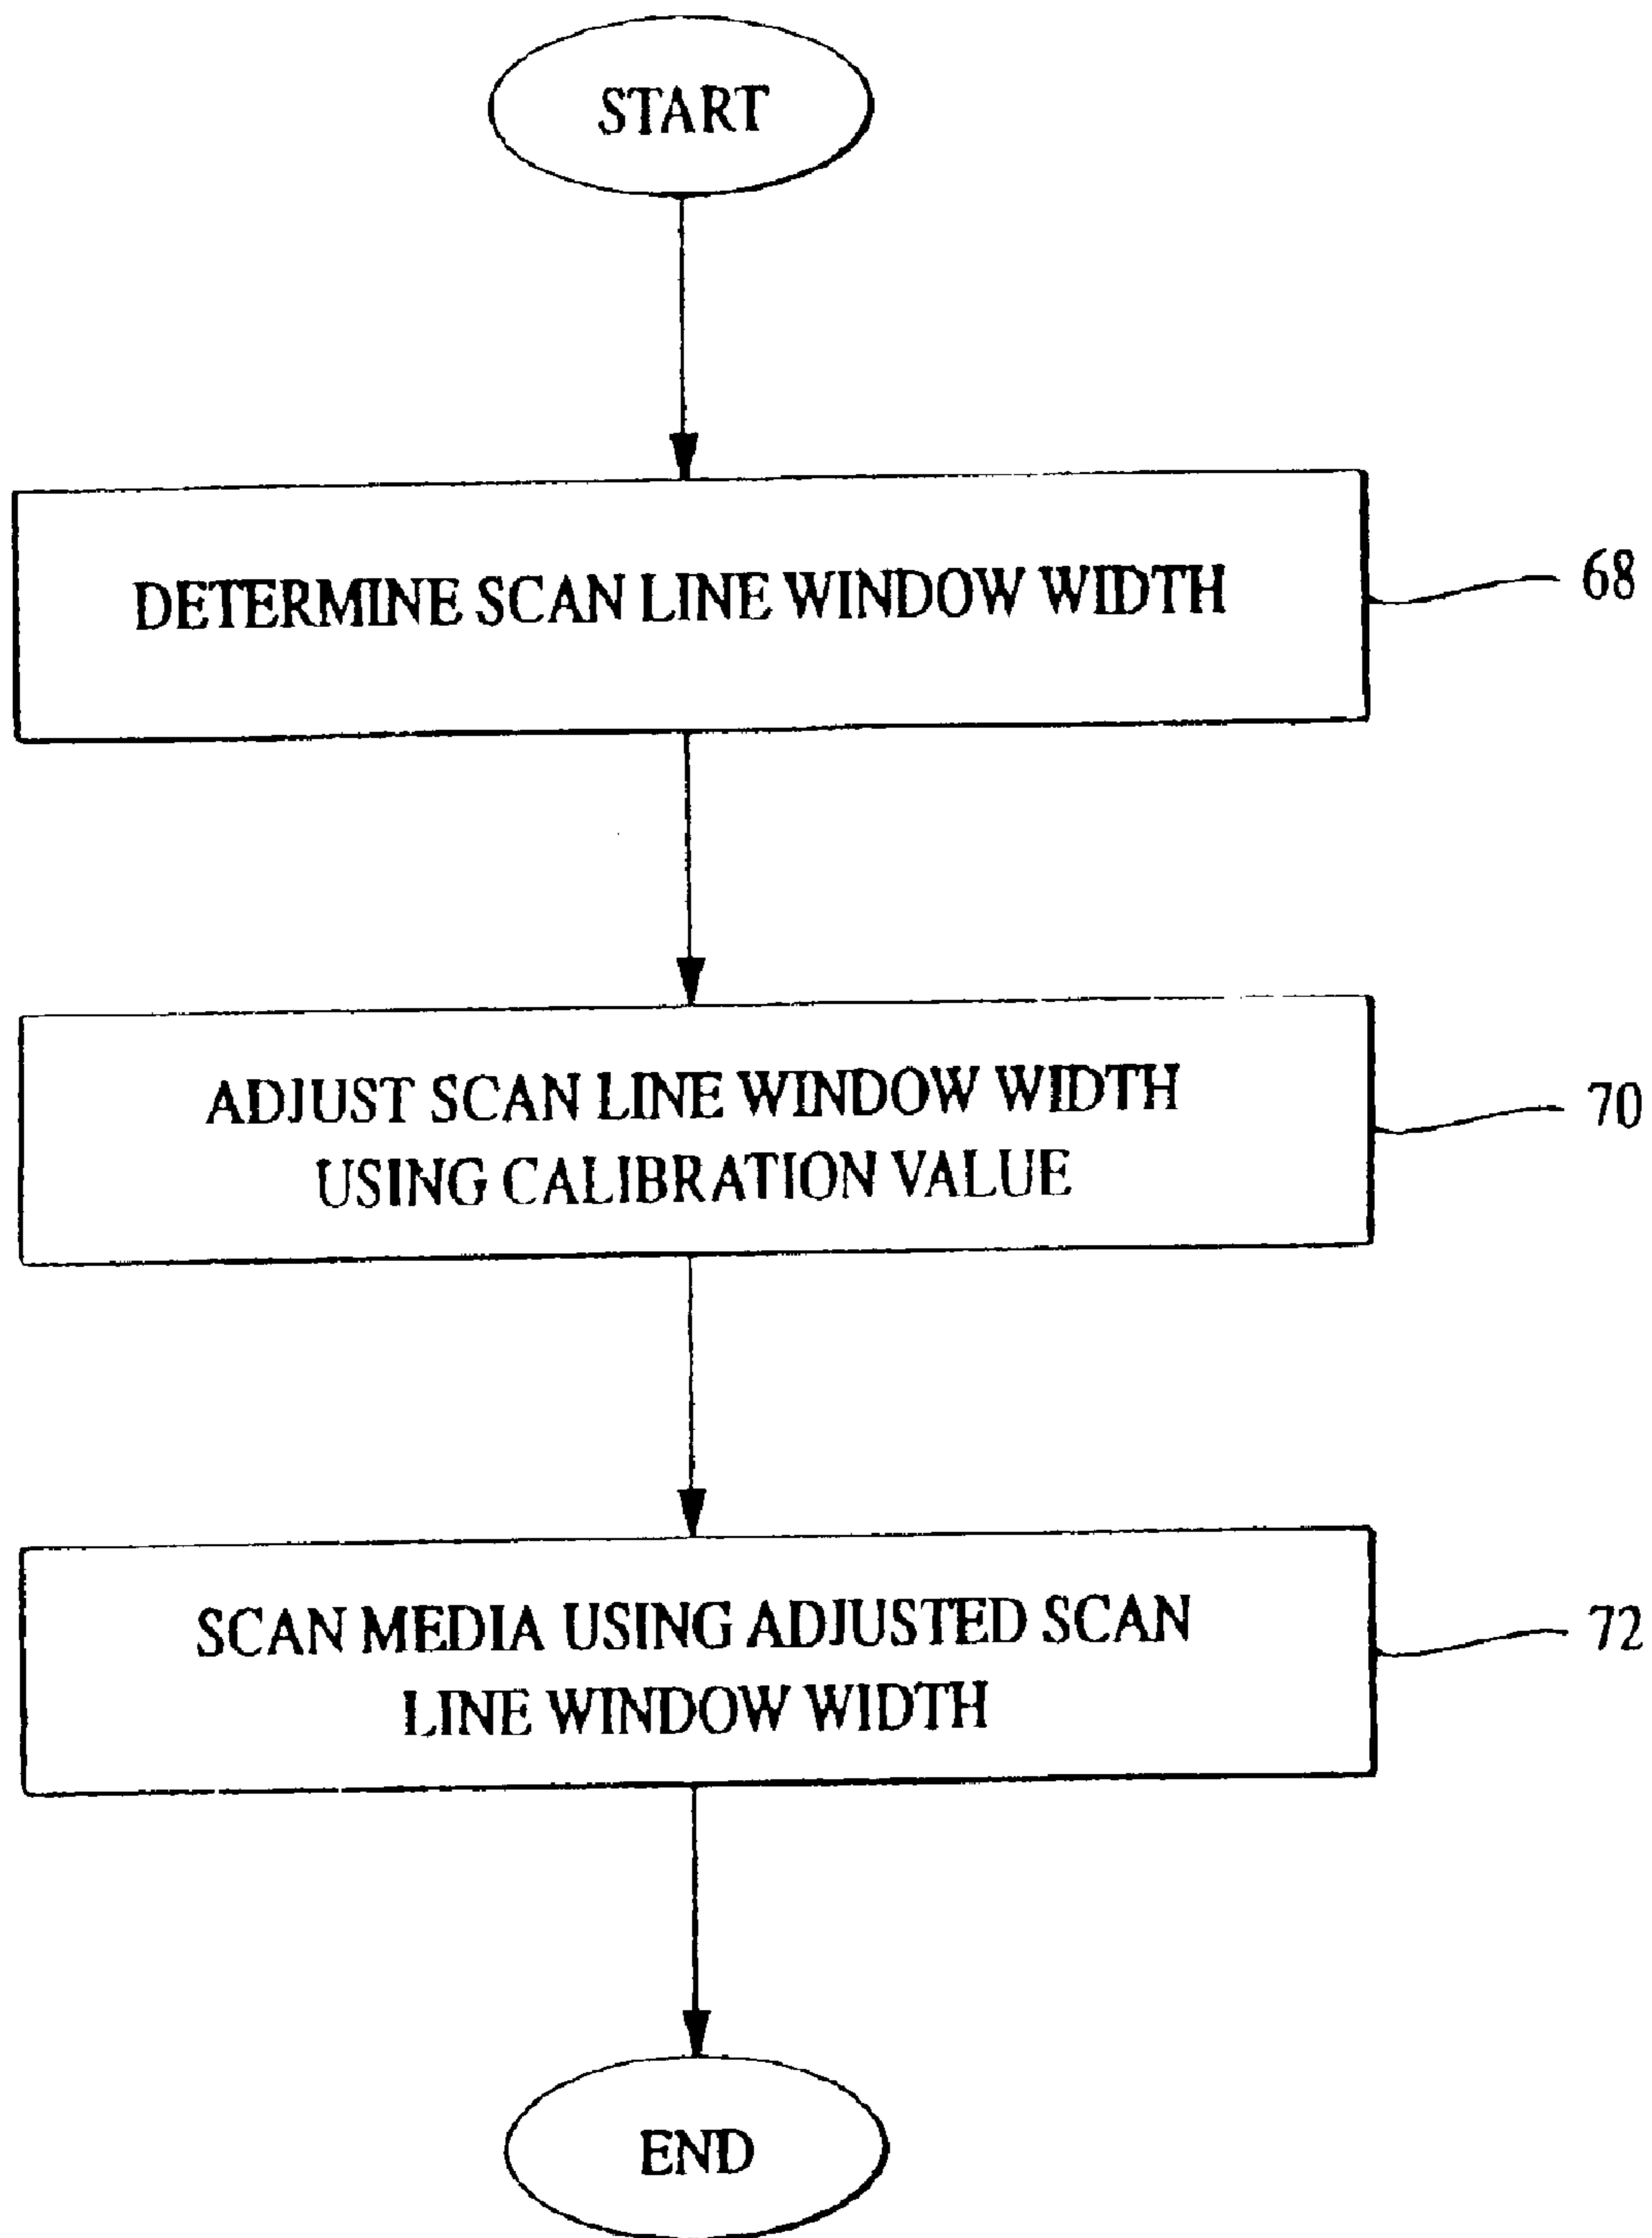 START
DETERMINE SCAN LINE WINDOW WIDTH
68
ADJUST SCAN LINE WINDOW WIDTH
USING CALIBRATION VALUE
70
SCAN MEDIA USING ADJUSTED SCAN
LINE WINDOW WIDTH
72
END